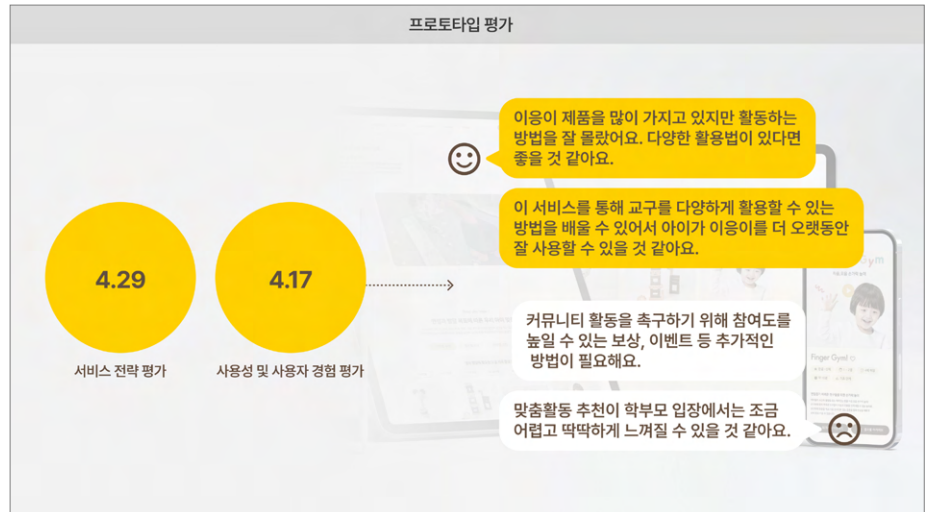 프로토타입 평가
이응이 제품을 많이 가지고 있지만 활동하는
방법을 잘 몰랐어요. 다양한 활용법이 있다면
좋을 것 같아요.
이 서비스를 통해 교구를 다양하게 활용할 수 있는
방법을 배울 수 있어서 아이가 이응이를 더 오랫동안
잘 사용할 수 있을 것 같아요.
4.29
4.17
서비스 전략 평가
사용성 및 사용자 경험 평가
커뮤니티 활동을 촉구하기 위해 참여도를
높일 수 있는 보상, 이벤트 등 추가적인
방법이 필요해요.
맞춤활동 추천이 학부모 입장에서는 조금
어렵고 딱딱하게 느껴질 수 있을 것 같아요.
Finger Gym!